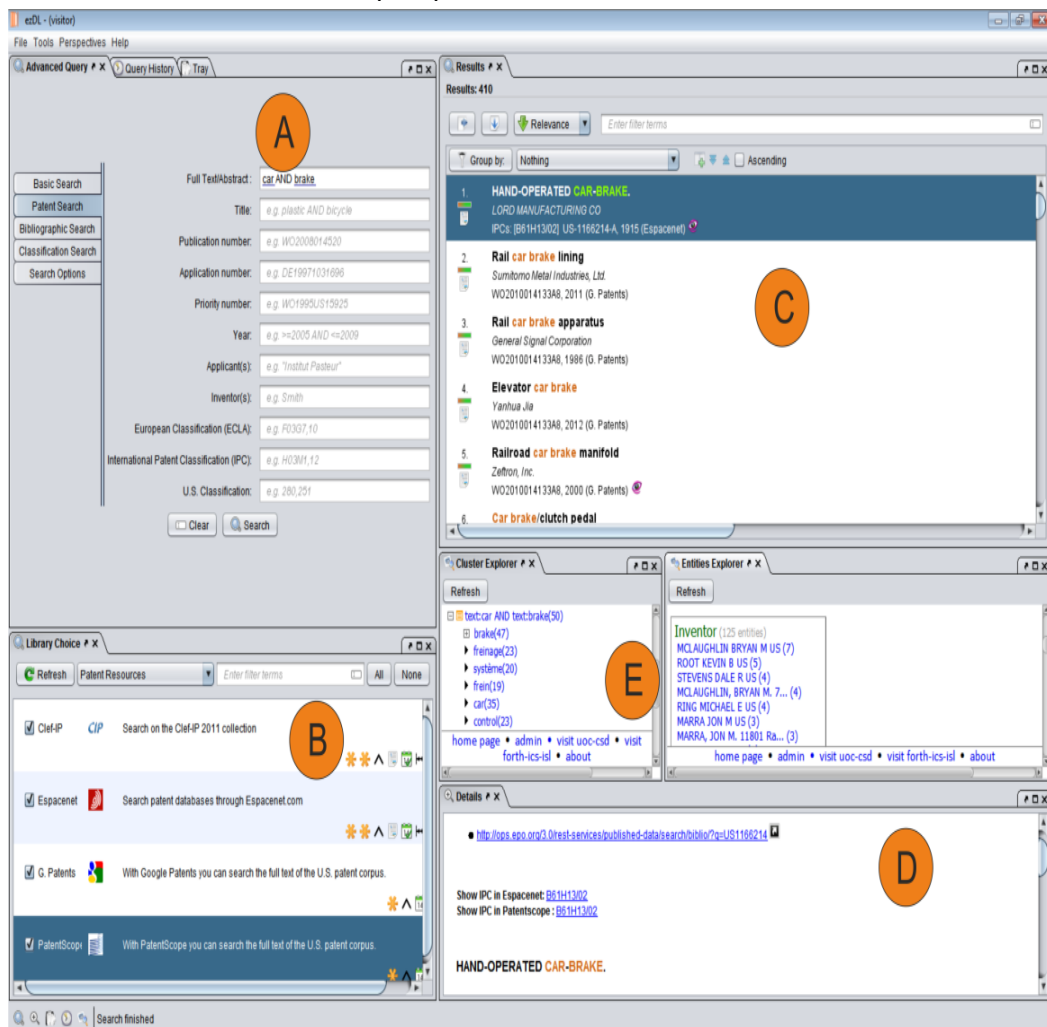 ezDL - (visitor)
File Tools Perspectives Help
Advanced Query
Query History
Tray
A
Basic Search
Patent Search
Bibliographic Search
Classification Search
Search Options
Full Text/Abstract: car AND brake
Title: e.g. plastic AND bicycle
Publication number: e.g. WO2008014520
Application number: e.g. DE19971031696
Priority number: e.g. WO1995US15925
Year: e.g. >=2005 AND <=2009
Applicant(s): e.g. "Institut Pasteur"
Inventor(s): e.g. Smith
European Classification (ECLA): e.g. F03G7,10
International Patent Classification (IPC): e.g. H03M1,12
U.S. Classification: e.g. 280,251
Clear Search
Library Choice
Refresh Patent Resources Enter filter terms All None
Clef-IP CIP Search on the Clef-IP 2011 collection
B
Espacenet Search patent databases through Espacenet.com
G. Patents With Google Patents you can search the full text of the U.S. patent corpus.
PatentScope With PatentScope you can search the full text of the U.S. patent corpus.
Search finished
Results
Results: 410
Relevance Enter filter terms
Group by: Nothing Ascending
1. HAND-OPERATED CAR-BRAKE.
LORD MANUFACTURING CO
IPCs: [B61H13/02] US-1166214-A, 1915 (Espacenet)
2. Rail car brake lining
Sumitomo Metal Industries, Ltd.
WO2010014133A8, 2011 (G. Patents)
C
3. Rail car brake apparatus
General Signal Corporation
WO2010014133A8, 1986 (G. Patents)
4. Elevator car brake
Yanhua Jia
WO2010014133A8, 2012 (G. Patents)
5. Railroad car brake manifold
Zeftron, Inc.
WO2010014133A8, 2000 (G. Patents)
6. Car brake/clutch pedal
Cluster Explorer
Refresh
text:car AND text:brake(50)
brake(47)
freinage(23)
système(20)
frein(19)
car(35)
control(23)
E
home page • admin • visit uoc-csd • visit
forth-ics-isl • about
Entities Explorer
Refresh
Inventor (125 entities)
MCLAUGHLIN BRYAN M US (7)
ROOT KEVIN B US (5)
STEVENS DALE R US (4)
MCLAUGHLIN, BRYAN M. 7... (4)
RING MICHAEL E US (4)
MARRA JON M US (3)
MARRA, JON M. 11801 Ra... (3)
home page • admin • visit uoc-csd • visit forth-ics-isl • about
Details
http://ops.epo.org/3.0/rest-services/published-data/search/biblio/?q=US1166214
D
Show IPC in Espacenet: B61H13/02
Show IPC in Patentscope : B61H13/02
HAND-OPERATED CAR-BRAKE.